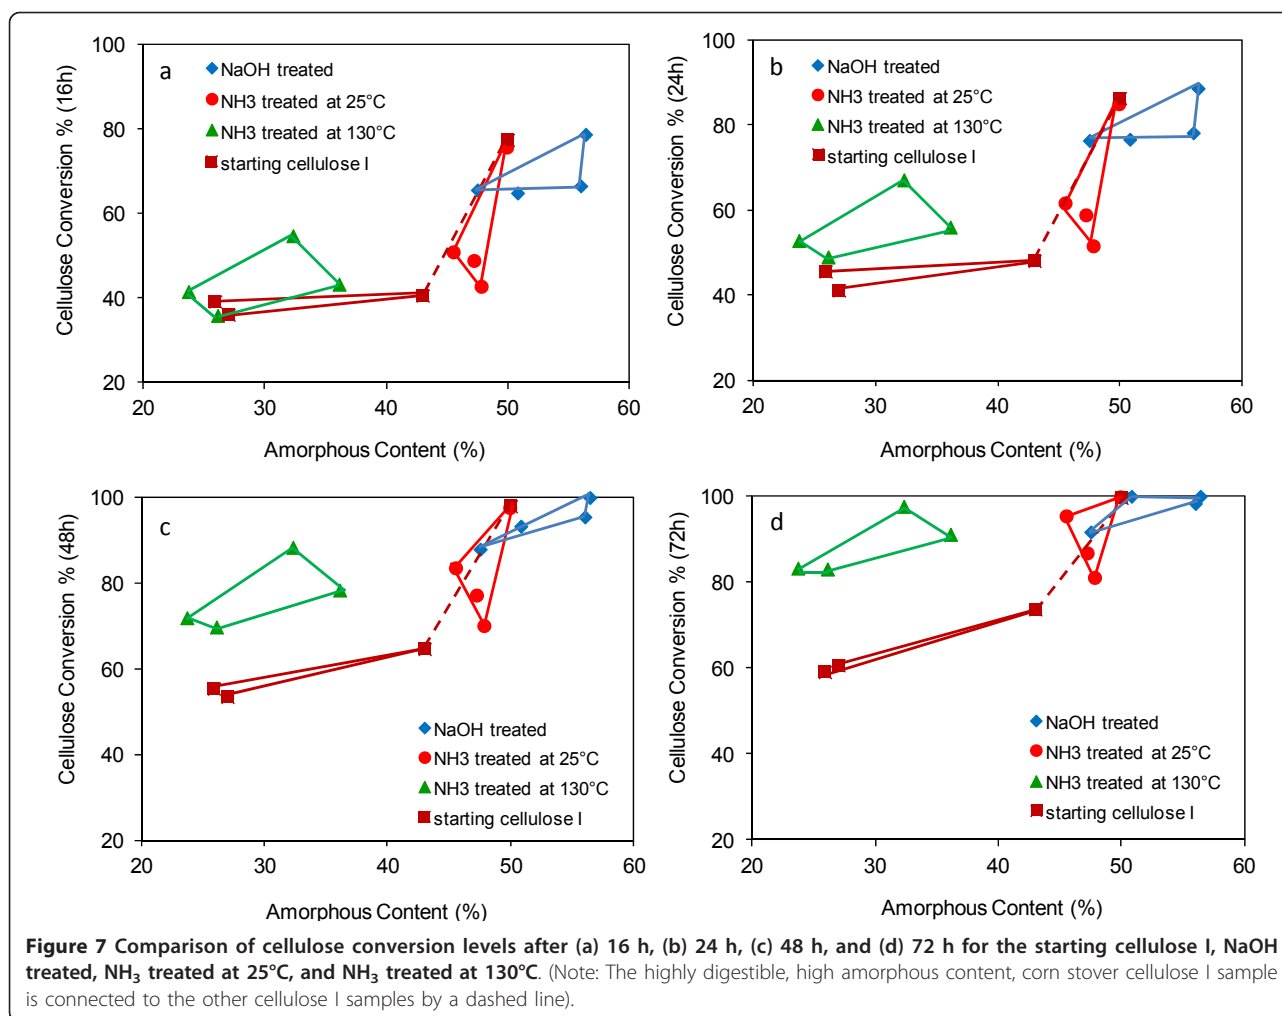 100
80
60
40
20
Cellulose Conversion % (16h)
a
NaOH treated
NH3 treated at 25°C
NH3 treated at 130°C
starting cellulose I
20 30 40 50 60
Amorphous Content (%)
100
80
60
40
20
Cellulose Conversion % (24h)
b
NaOH treated
NH3 treated at 25°C
NH3 treated at 130°C
starting cellulose I
20 30 40 50 60
Amorphous Content (%)
100
80
60
40
20
Cellulose Conversion % (48h)
c
NaOH treated
NH3 treated at 25°C
NH3 treated at 130°C
starting cellulose I
20 30 40 50 60
Amorphous Content (%)
100
80
60
40
20
Cellulose Conversion % (72h)
d
NaOH treated
NH3 treated at 25°C
NH3 treated at 130°C
starting cellulose I
20 30 40 50 60
Amorphous Content (%)
Figure 7 Comparison of cellulose conversion levels after (a) 16 h, (b) 24 h, (c) 48 h, and (d) 72 h for the starting cellulose I, NaOH
treated, NH₃ treated at 25°C, and NH₃ treated at 130°C. (Note: The highly digestible, high amorphous content, corn stover cellulose I sample
is connected to the other cellulose I samples by a dashed line).